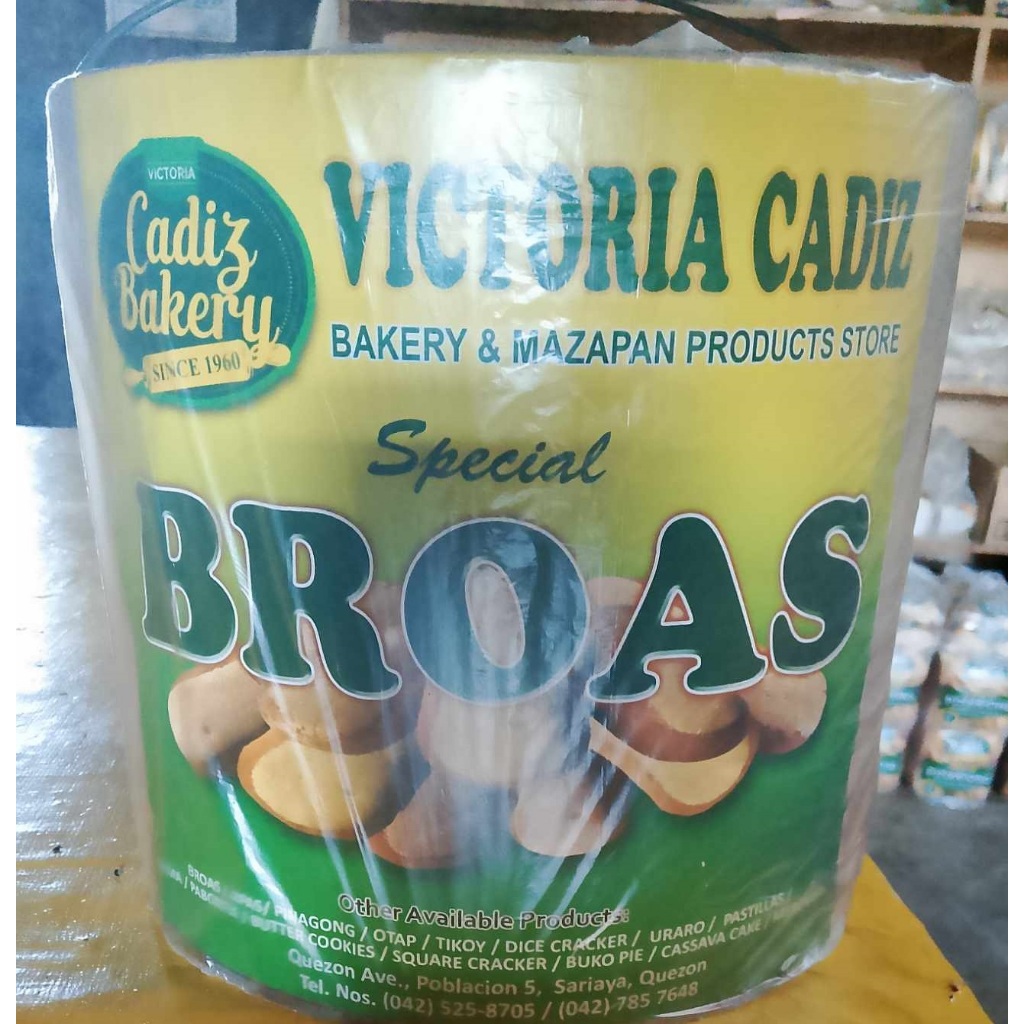 VICTORIA
Cadiz
Bakery
SINCE 1960
VICTORIA CADIZ
BAKERY & MAZAPAN PRODUCTS STORE
Special
BROAS
Other Available Products:
BROAS / PINAGONG / OTAP / TIKOY / DICE CRACKER / URARO / PASTILLAS /
BUTTER COOKIES / SQUARE CRACKER / BUKO PIE / CASSAVA CAKE /
Quezon Ave., Poblacion 5, Sariaya, Quezon
Tel. Nos. (042) 525-8705 / (042) 785 7648